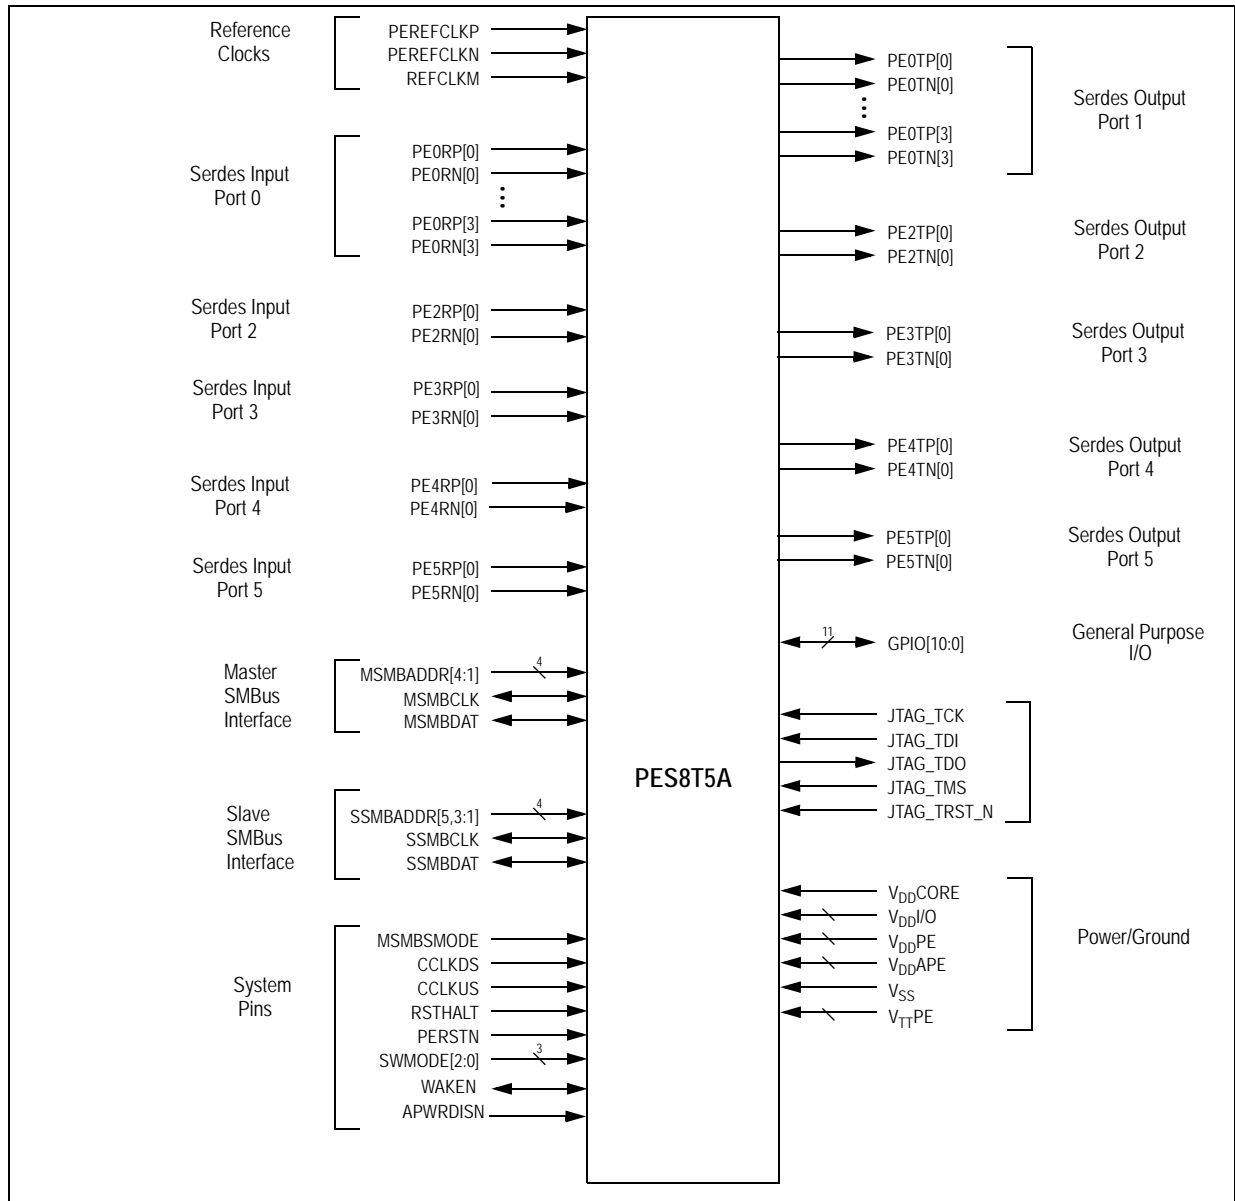 Reference
Clocks
PEREFCLKP
PEREFCLKN
REFCLKM
Serdes Input
Port 0
PE0RP[0]
PE0RN[0]
PE0RP[3]
PE0RN[3]
Serdes Input
Port 2
PE2RP[0]
PE2RN[0]
Serdes Input
Port 3
PE3RP[0]
PE3RN[0]
Serdes Input
Port 4
PE4RP[0]
PE4RN[0]
Serdes Input
Port 5
PE5RP[0]
PE5RN[0]
Master
SMBus
Interface
MSMBADDR[4:1]
4
MSMBCLK
MSMBDAT
Slave
SMBus
Interface
SSMBADDR[5,3:1]
4
SSMBCLK
SSMBDAT
System
Pins
MSMBSMODE
CCLKDS
CCLKUS
RSTHALT
PERSTN
SWMODE[2:0]
3
WAKEN
APWRDISN
PES8T5A
PE0TP[0]
PE0TN[0]
PE0TP[3]
PE0TN[3]
Serdes Output
Port 1
PE2TP[0]
PE2TN[0]
Serdes Output
Port 2
PE3TP[0]
PE3TN[0]
Serdes Output
Port 3
PE4TP[0]
PE4TN[0]
Serdes Output
Port 4
PE5TP[0]
PE5TN[0]
Serdes Output
Port 5
11
GPIO[10:0]
General Purpose
I/O
JTAG_TCK
JTAG_TDI
JTAG_TDO
JTAG_TMS
JTAG_TRST_N
VDDCORE
VDDI/O
VDDPE
VDDAPE
VSS
VTTPE
Power/Ground